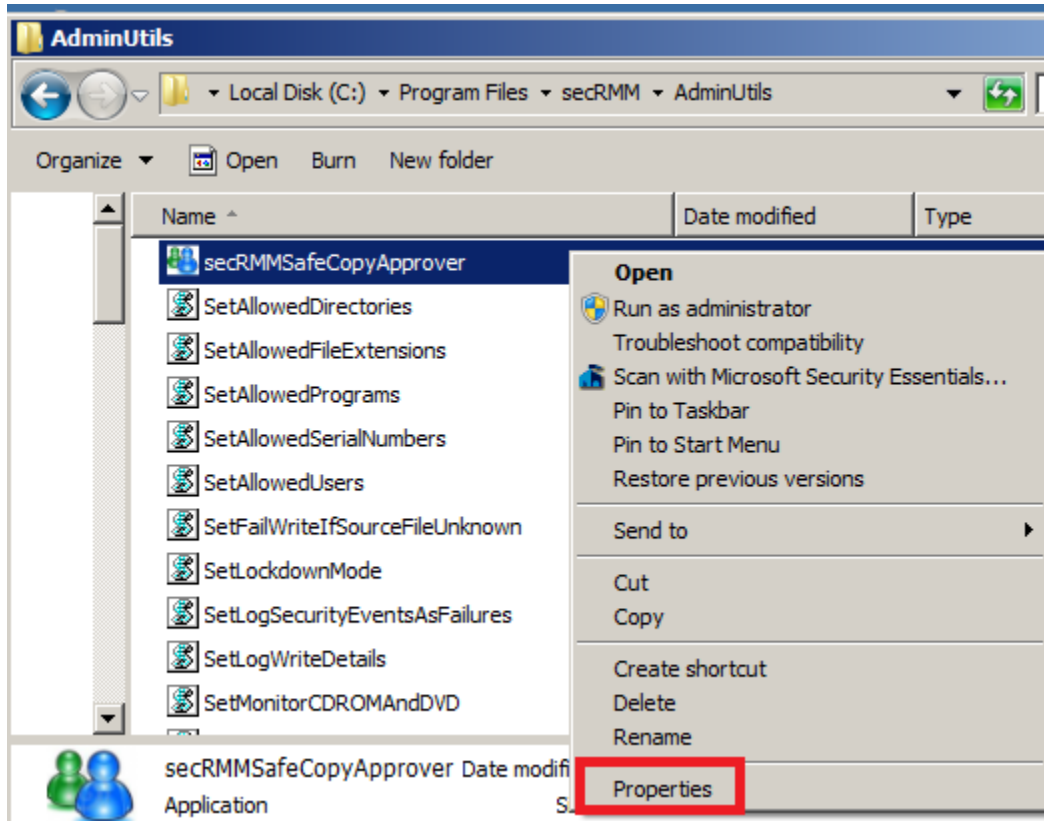 AdminUtils
Local Disk (C:) Program Files secRMM AdminUtils
Organize Open Burn New folder
Name Date modified Type
secRMMSafeCopyApprover
SetAllowedDirectories
SetAllowedFileExtensions
SetAllowedPrograms
SetAllowedSerialNumbers
SetAllowedUsers
SetFailWriteIfSourceFileUnknown
SetLockdownMode
SetLogSecurityEventsAsFailures
SetLogWriteDetails
SetMonitorCDROMAndDVD
Open
Run as administrator
Troubleshoot compatibility
Scan with Microsoft Security Essentials...
Pin to Taskbar
Pin to Start Menu
Restore previous versions
Send to
Cut
Copy
Create shortcut
Delete
Rename
Properties
secRMMSafeCopyApprover Date modifi
Application S